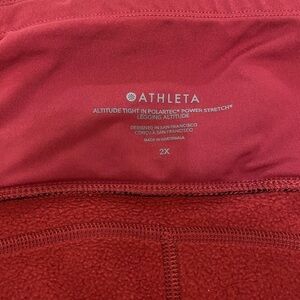 ATHLETA
ALTITUDE TIGHT IN POLARTEC® POWER STRETCH®
LEGGING ALTITUDE
DESIGNED IN SAN FRANCISCO
CONÇU À SAN FRANCISCO
MADE IN GUATEMALA
2X